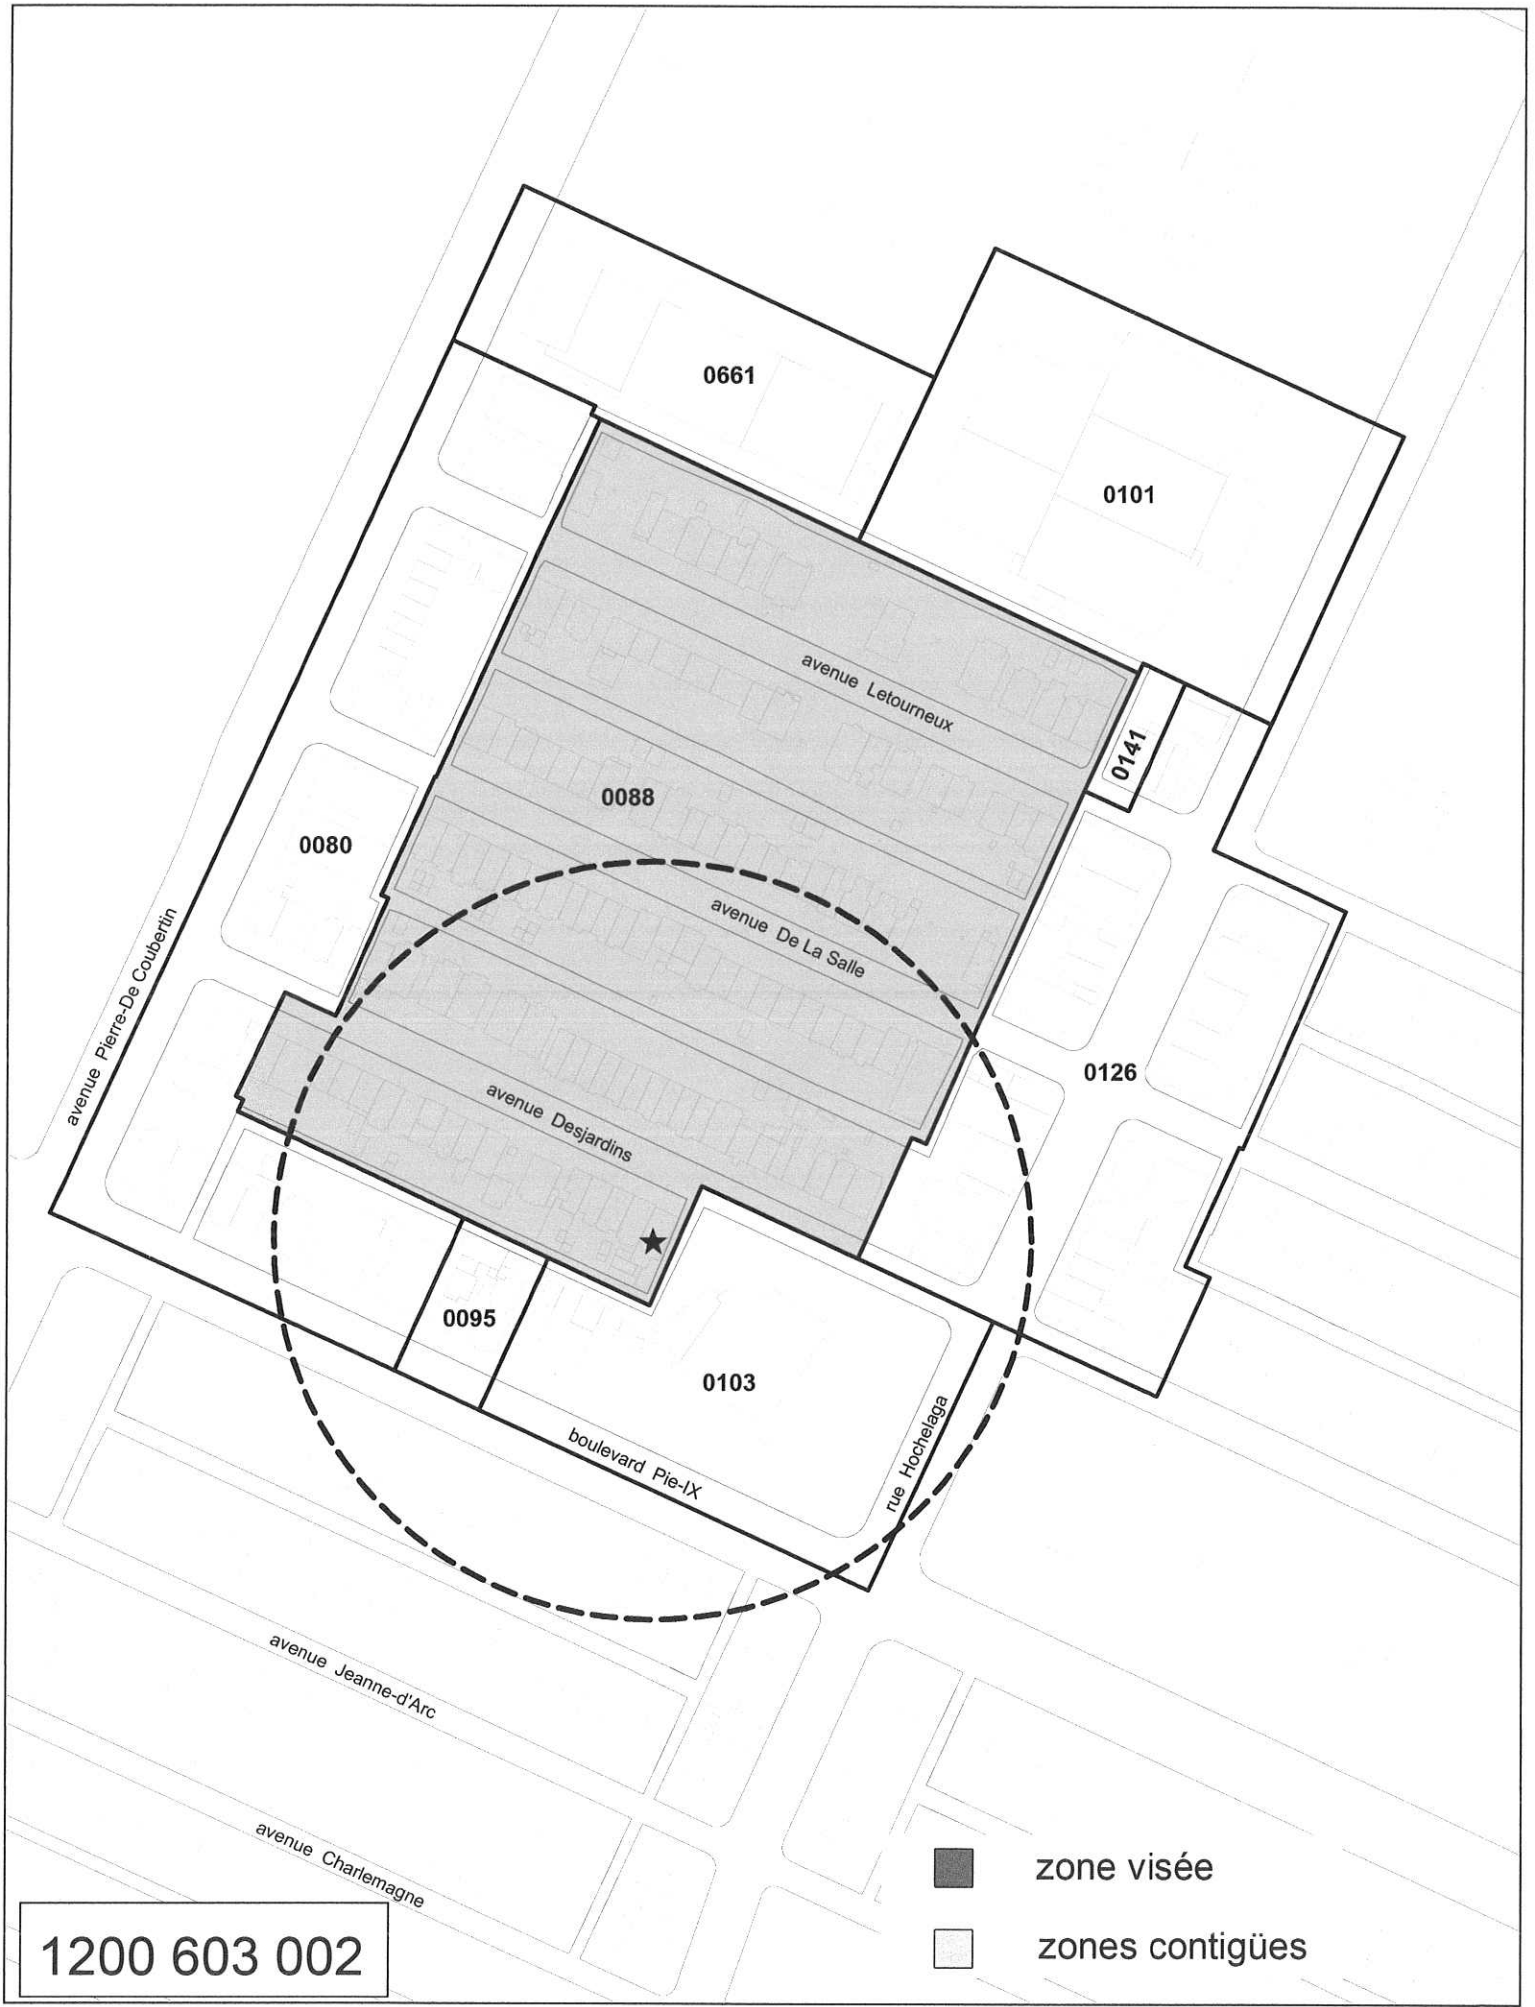 0661
0101
avenue Letourneux
0141
0088
0080
avenue De La Salle
avenue Pierre-De Coubertin
0126
avenue Desjardins
0095
0103
boulevard Pie-IX
rue Hochelaga
avenue Jeanne-d'Arc
avenue Charlemagne
zone visée
zones contigües
1200 603 002